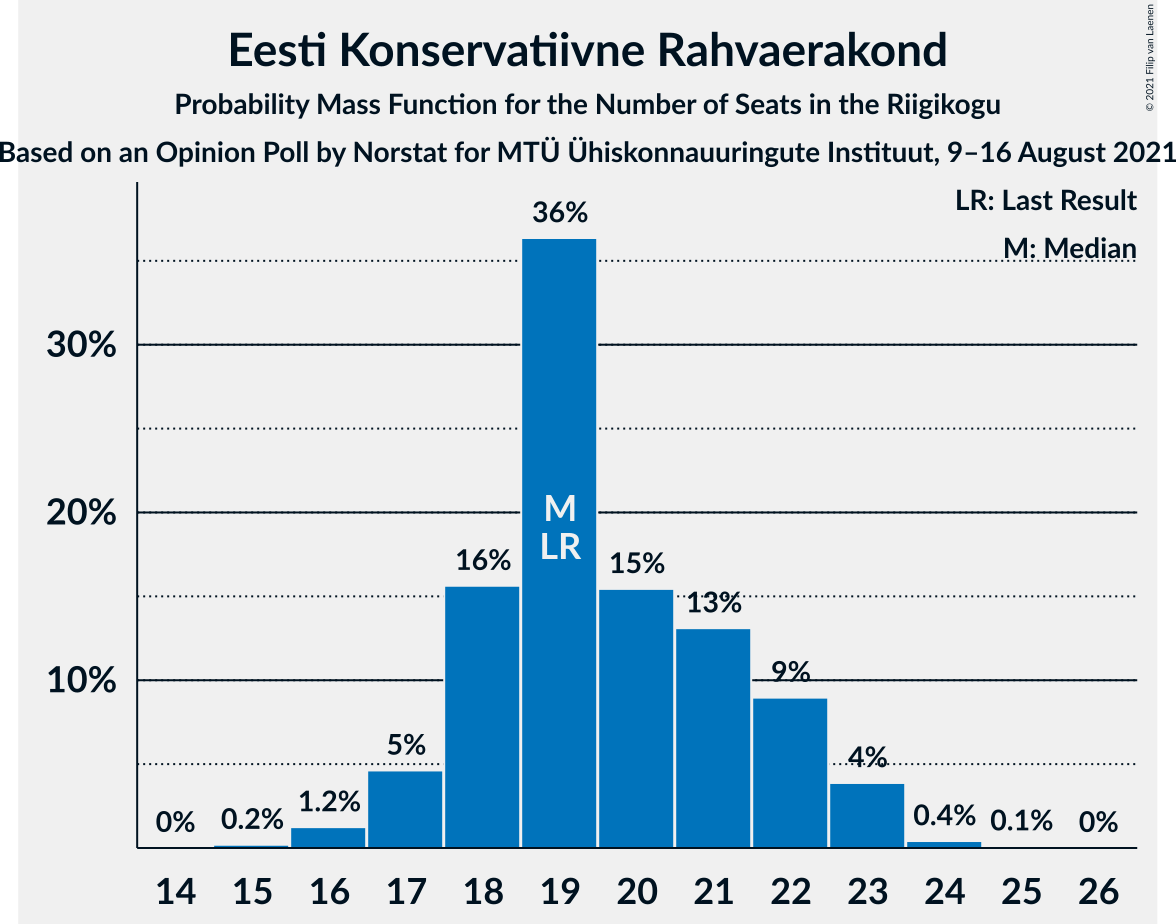 Eesti Konservatiivne Rahvaerakond
Probability Mass Function for the Number of Seats in the Riigikogu
Based on an Opinion Poll by Norstat for MTÜ Ühiskonnauuringute Instituut, 9–16 August 2021
© 2021 Filip van Laenen
LR: Last Result
M: Median
30%
20%
10%
0%
0.2%
1.2%
5%
16%
36%
15%
13%
9%
4%
0.4%
0.1%
0%
M
LR
14 15 16 17 18 19 20 21 22 23 24 25 26